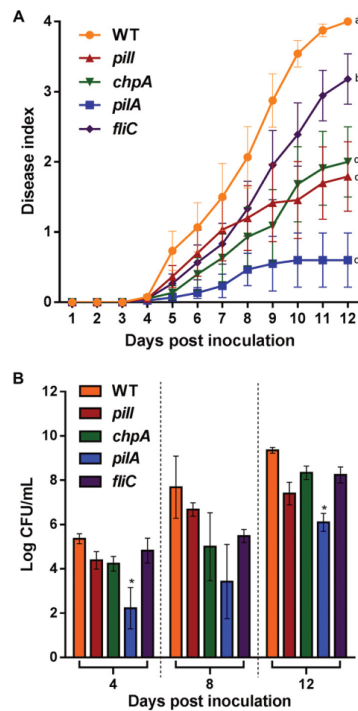 A
WT
pilI
chpA
pilA
fliC
Disease index
4
3
2
1
0
a
b
c
c
1 2 3 4 5 6 7 8 9 10 11 12
Days post inoculation
B
WT
pilI
chpA
pilA
fliC
Log CFU/mL
12
10
8
6
4
2
0
*
*
4 8 12
Days post inoculation